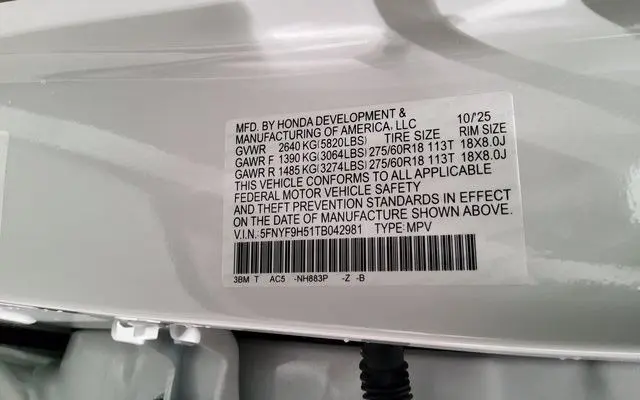 MFD. BY HONDA DEVELOPMENT & 10/'25
MANUFACTURING OF AMERICA, LLC
GVWR 2640 KG(5820LBS) TIRE SIZE RIM SIZE
GAWR F 1390 KG(3064LBS) 275/60R18 113T 18X8.0J
GAWR R 1485 KG(3274LBS) 275/60R18 113T 18X8.0J
THIS VEHICLE CONFORMS TO ALL APPLICABLE
FEDERAL MOTOR VEHICLE SAFETY
AND THEFT PREVENTION STANDARDS IN EFFECT
ON THE DATE OF MANUFACTURE SHOWN ABOVE.
V.I.N. 5FNYF9H51TB042981 TYPE:MPV
3BM T AC5 -NH883P -Z -B